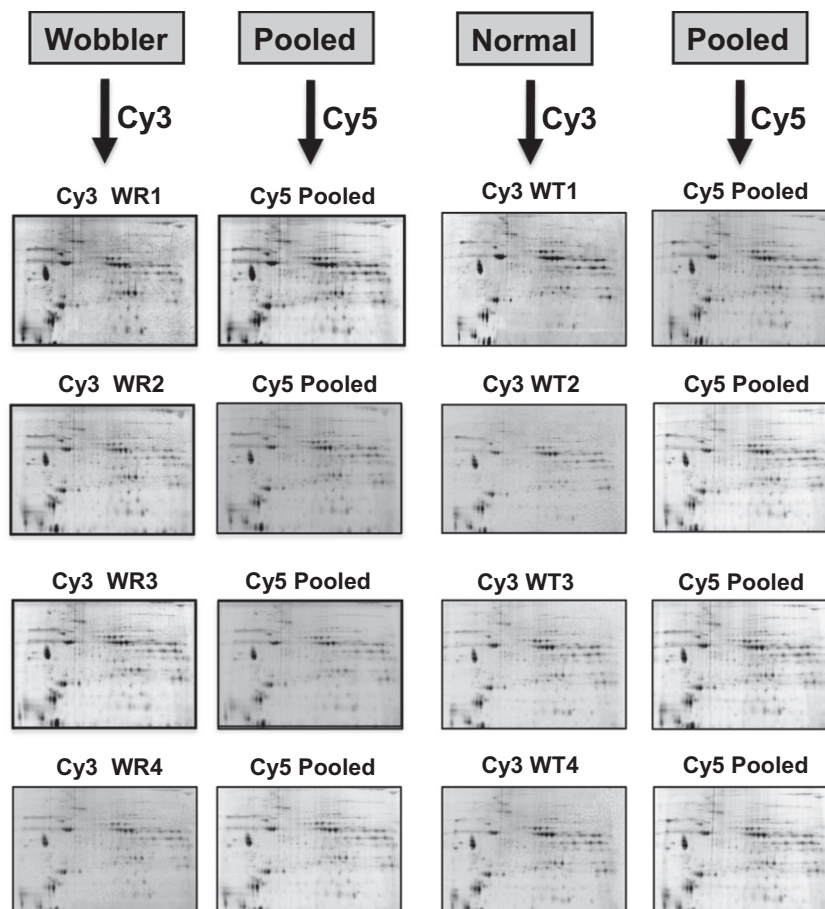 Wobbler Pooled Normal Pooled
Cy3 Cy5 Cy3 Cy5
Cy3 WR1 Cy5 Pooled Cy3 WT1 Cy5 Pooled
Cy3 WR2 Cy5 Pooled Cy3 WT2 Cy5 Pooled
Cy3 WR3 Cy5 Pooled Cy3 WT3 Cy5 Pooled
Cy3 WR4 Cy5 Pooled Cy3 WT4 Cy5 Pooled